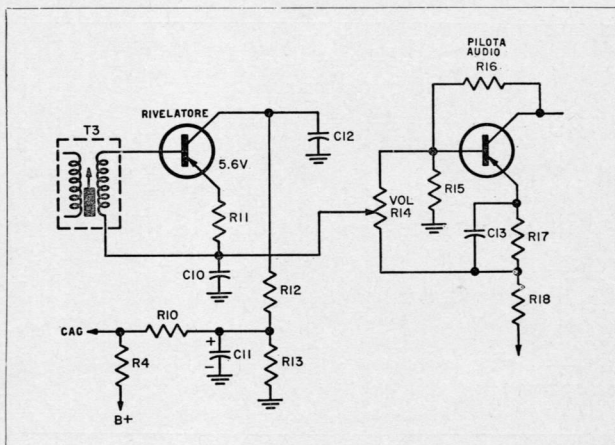 PILOTA
AUDIO
R16
T3
RIVELATORE
C12
5.6V
R11
VOL
R14
R15
C13
R17
C10
R12
R18
CAG
R10
+
C11
-
R13
R4
B+